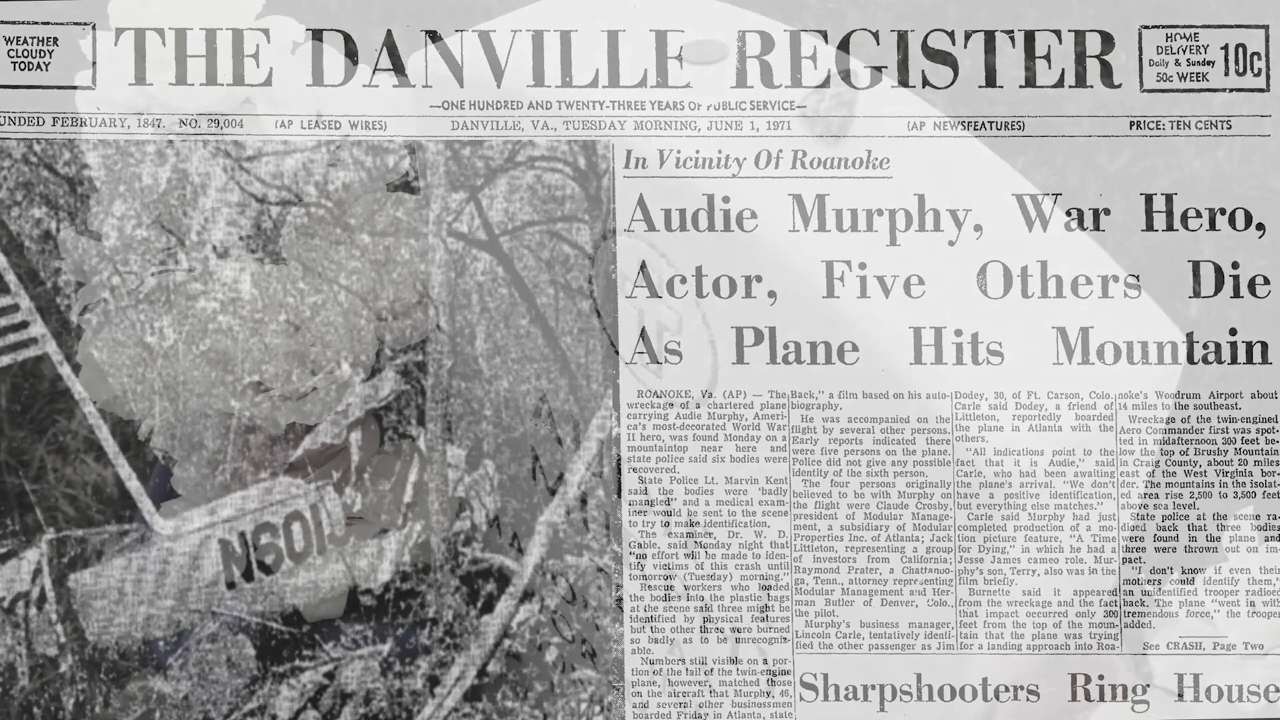 WEATHER
CLOUDY
TODAY
THE DANVILLE REGISTER
HOME
DELIVERY
Daily & Sunday
50c WEEK
10c
—ONE HUNDRED AND TWENTY-THREE YEARS OF PUBLIC SERVICE—
UNDED FEBRUARY, 1847. NO. 29,004 (AP LEASED WIRES) DANVILLE, VA., TUESDAY MORNING, JUNE 1, 1971 (AP NEWSFEATURES) PRICE: TEN CENTS
In Vicinity Of Roanoke
Audie Murphy, War Hero,
Actor, Five Others Die
As Plane Hits Mountain
ROANOKE, Va. (AP) — The
wreckage of a chartered plane
carrying Audie Murphy, Ameri-
ca's most-decorated World War
II hero, was found Monday on a
mountaintop near here and
state police said six bodies were
recovered.
State Police Lt. Marvin Kent
said the bodies were "badly
mangled" and a medical exam-
iner would be sent to the scene
to try to make identification.
The examiner, Dr. W. D.
Gable, said Monday night that
"no effort will be made to iden-
tify victims of this crash until
tomorrow (Tuesday) morning."
Rescue workers who loaded
the bodies into the plastic bags
at the scene said three might be
identified by physical features
but the other three were burned
so badly as to be unrecogniz-
able.
Numbers still visible on a por-
tion of the tail of the twin-engine
plane, however, matched those
on the aircraft that Murphy, 46,
and several other businessmen
boarded Friday in Atlanta, state
Back," a film based on his auto-
biography.
He was accompanied on the
flight by several other persons.
Early reports indicated there
were five persons on the plane.
Police did not give any possible
identity of the sixth person.
The four persons originally
believed to be with Murphy on
the flight were Claude Crosby,
president of Modular Manage-
ment, a subsidiary of Modular
Properties Inc. of Atlanta; Jack
Littleton, representing a group
of investors from California;
Raymond Prater, a Chattanoo-
ga, Tenn., attorney representing
Modular Management and Her-
man Butler of Denver, Colo.,
the pilot.
Murphy's business manager,
Lincoln Carle, tentatively identi-
fied the other passenger as Jim
Dodey, 30, of Ft. Carson, Colo.
Carle said Dodey, a friend of
Littleton, reportedly boarded
the plane in Atlanta with the
others.
"All indications point to the
fact that it is Audie," said
Carle, who had been awaiting
the plane's arrival. "We don't
have a positive identification,
but everything else matches."
Carle said Murphy had just
completed production of a mo-
tion picture feature, "A Time
for Dying," in which he had a
Jesse James cameo role. Mur-
phy's son, Terry, also was in the
film briefly.
Burnette said it appeared
from the wreckage and the fact
that impact occurred only 300
feet from the top of the moun-
tain that the plane was trying
for a landing approach into Roa-
noke's Woodrum Airport about
14 miles to the southeast.
Wreckage of the twin-engined
Aero Commander first was spot-
ted in midafternoon 300 feet be-
low the top of Brushy Mountain
in Craig County, about 20 miles
east of the West Virginia bor-
der. The mountains in the isolat-
ed area rise 2,500 to 3,500 feet
above sea level.
State police at the scene ra-
dioed back that three bodies
were found in the plane and
three were thrown out on im-
pact.
"I don't know if even their
mothers could identify them,"
an unidentified trooper radioed
back. The plane "went in with
tremendous force," the trooper
added.
See CRASH, Page Two
Sharpshooters Ring House